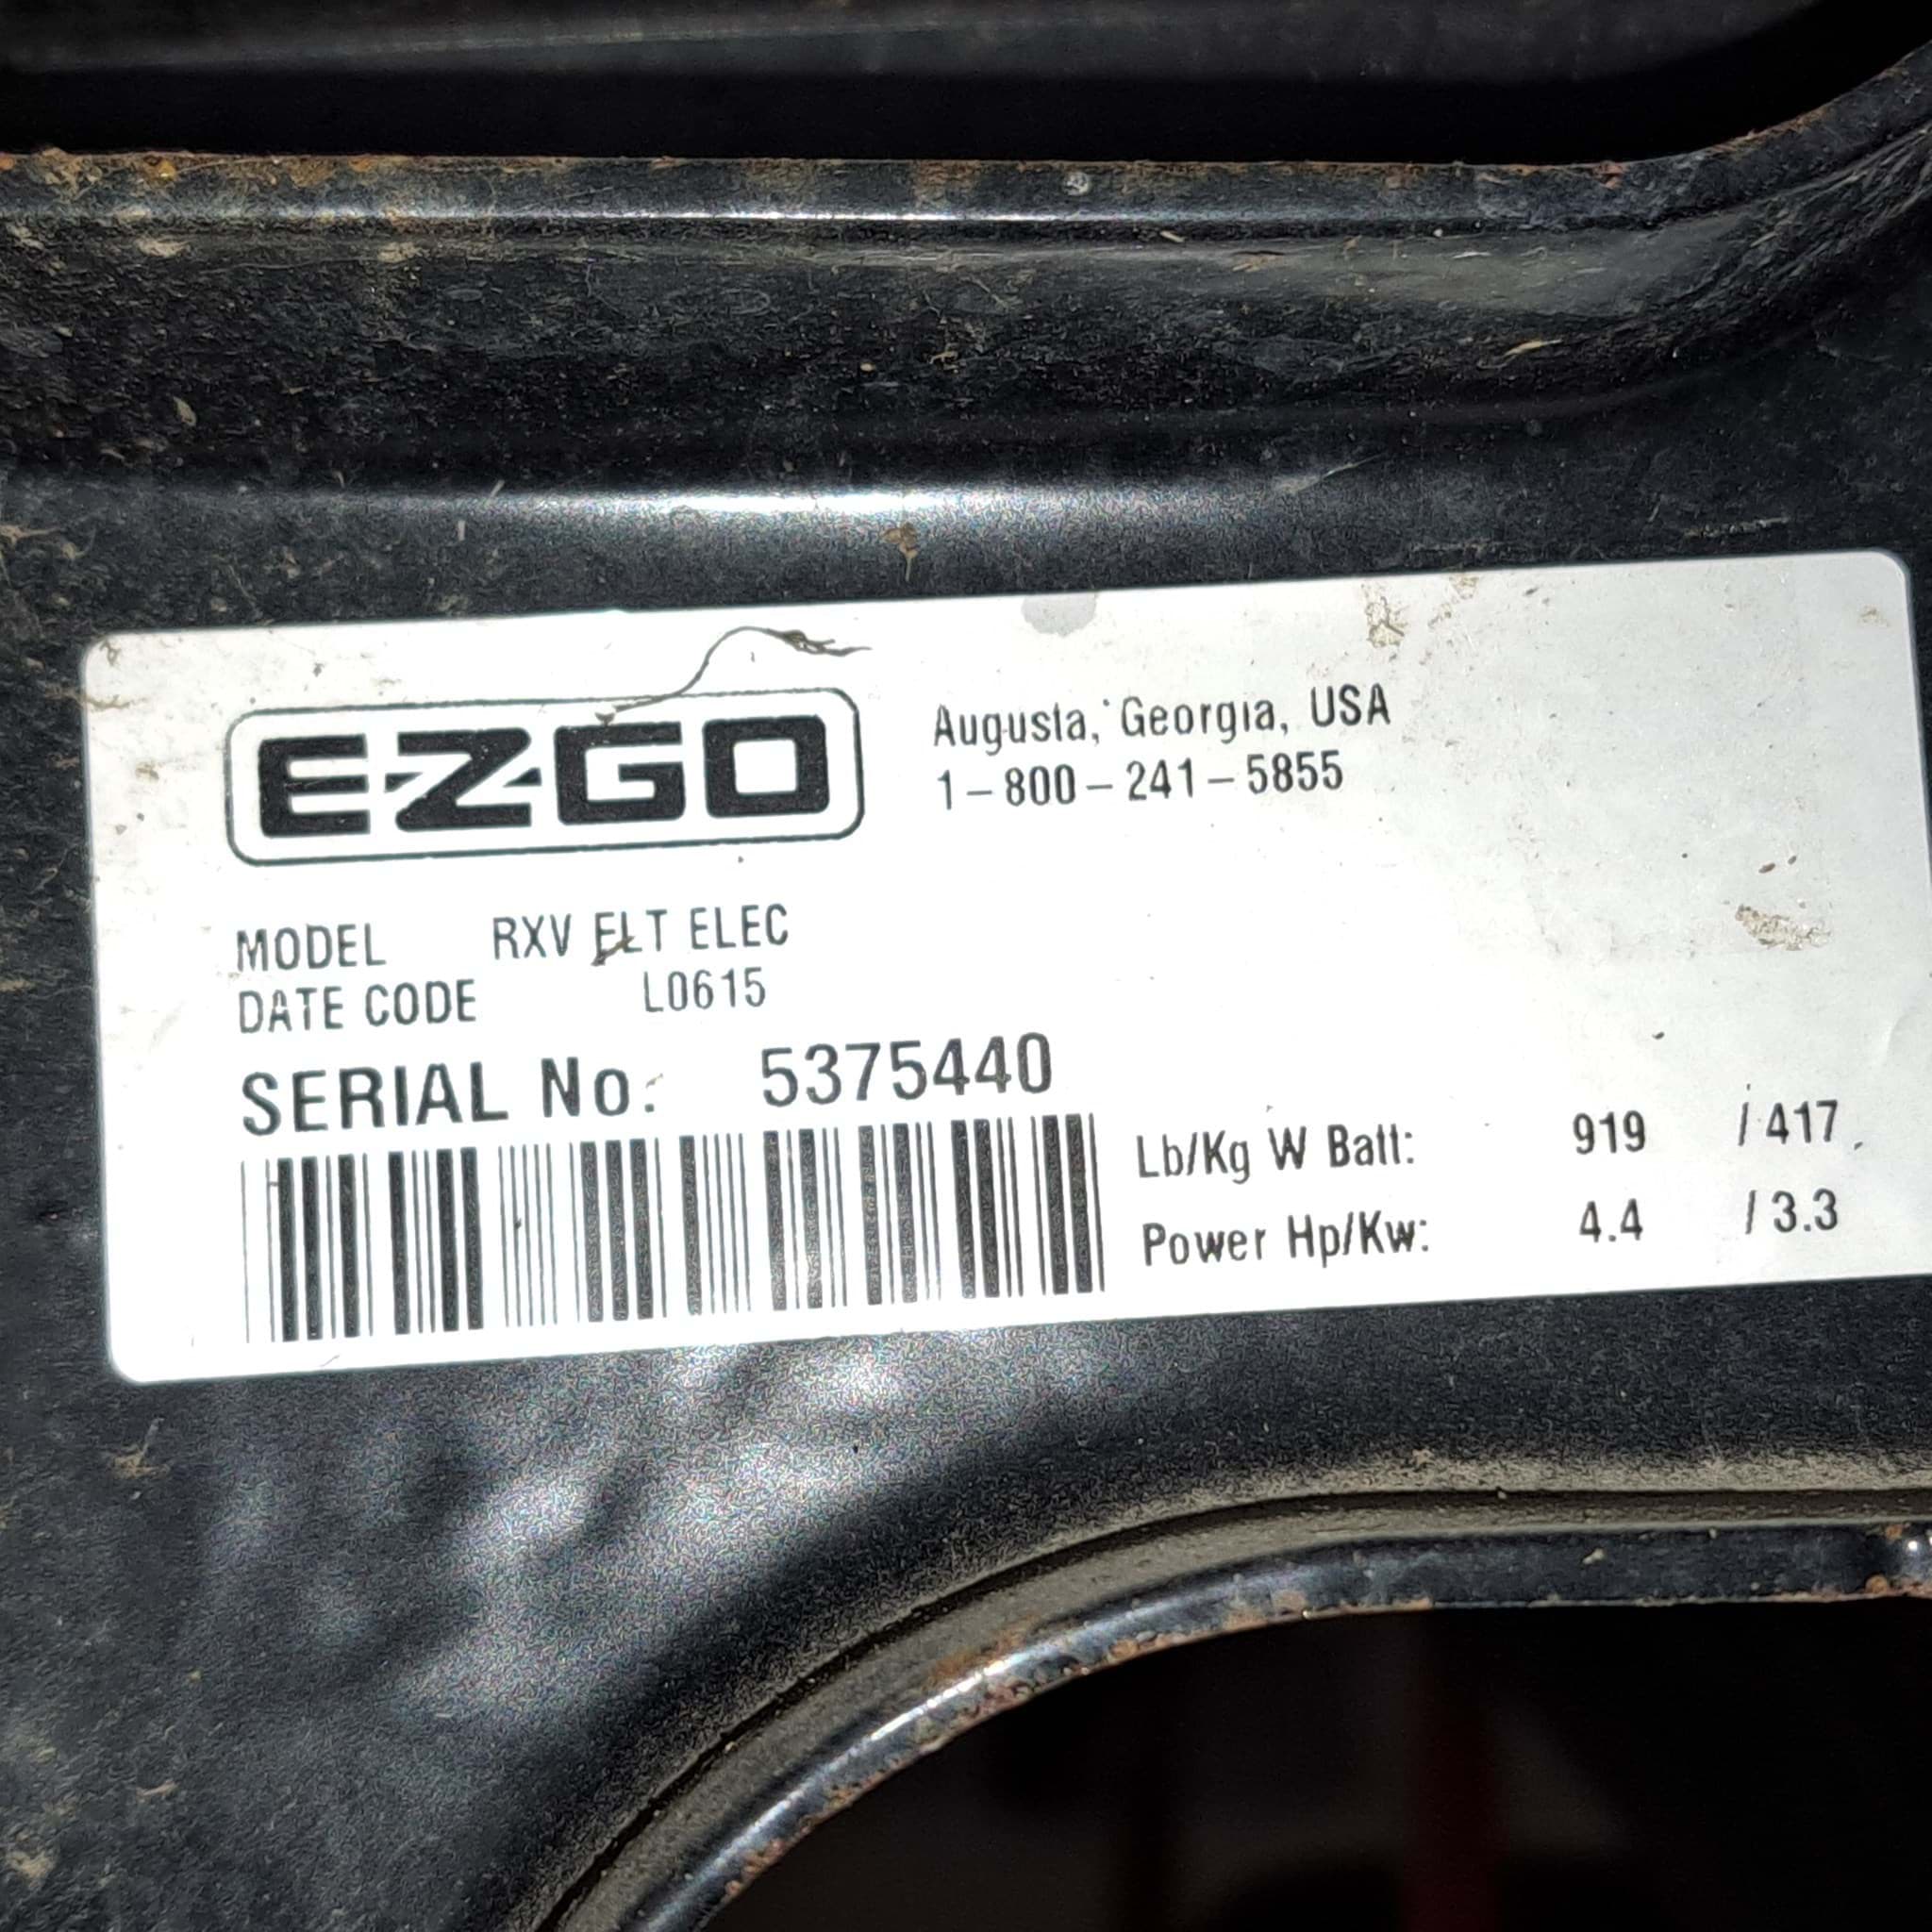 E-Z-GO
Augusta, Georgia, USA
1-800-241-5855
MODEL RXV FLT ELEC
DATE CODE L0615
SERIAL No: 5375440
Lb/Kg W Batt: 919 / 417
Power Hp/Kw: 4.4 / 3.3